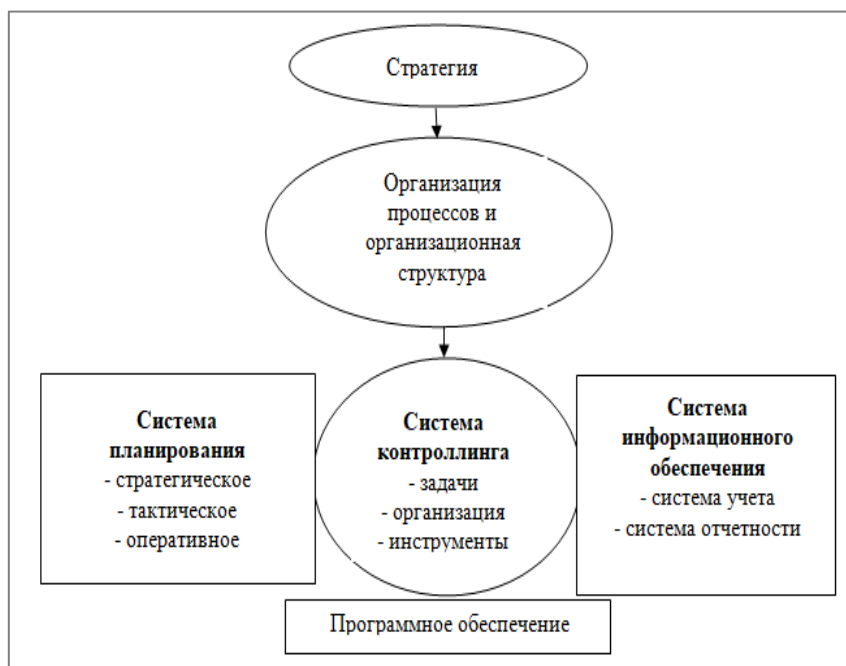 Стратегия
Организация
процессов и
организационная
структура
Система
планирования
- стратегическое
- тактическое
- оперативное
Система
контроллинга
- задачи
- организация
- инструменты
Система
информационного
обеспечения
- система учета
- система отчетности
Программное обеспечение